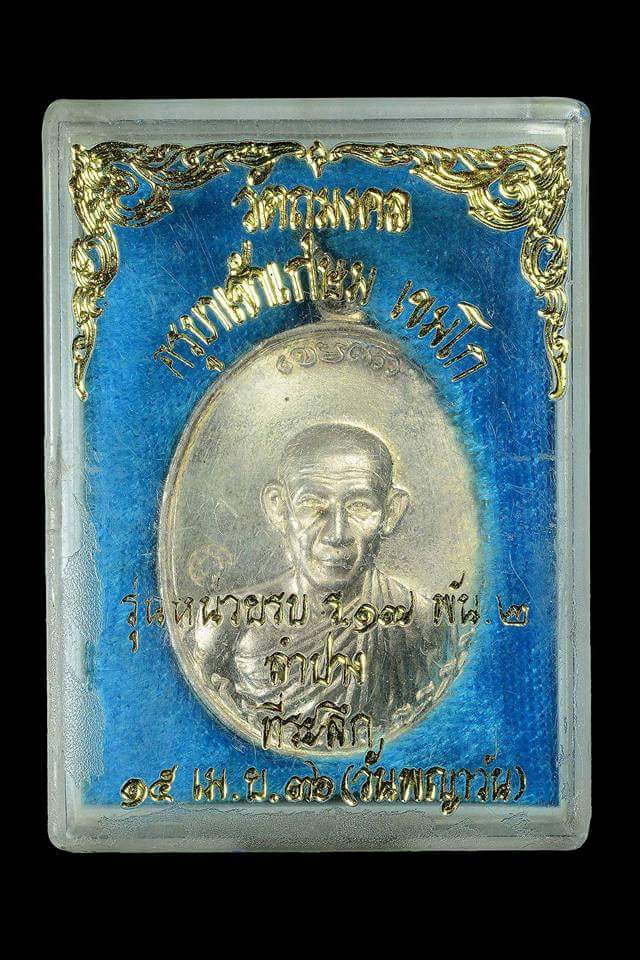 วัตถุมงคล
ครูบาเจ้าเกษม เขมโก
รุ่นหน่วยรบ ร.๑๗ พัน.๒
ลำปาง
ที่ระลึก
๑๕ เม.ย.๓๖ (วันพญาวัน)